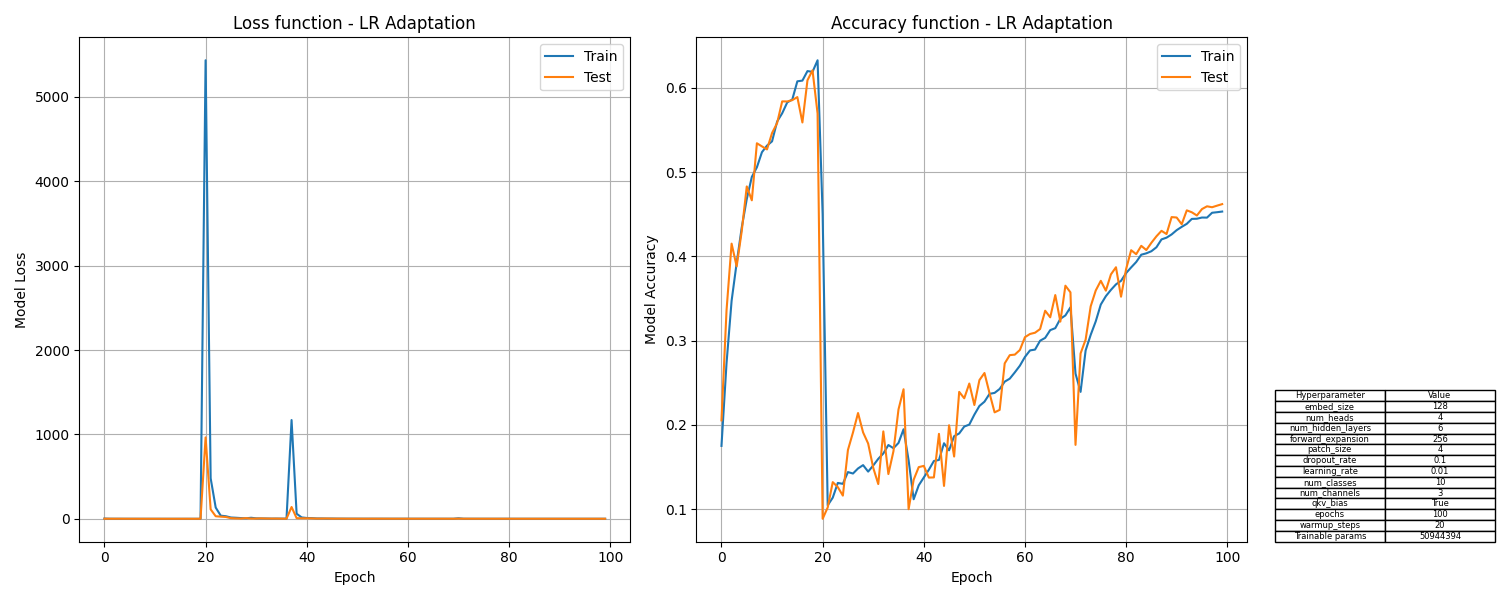 Loss function - LR Adaptation
Train
Test
5000
4000
3000
2000
1000
0
Model Loss
0 20 40 60 80 100
Epoch
Accuracy function - LR Adaptation
Train
Test
0.6
0.5
0.4
0.3
0.2
0.1
Model Accuracy
0 20 40 60 80 100
Epoch
Hyperparameter Value
embed_size 128
num_heads 4
num_hidden_layers 6
forward_expansion 256
patch_size 4
dropout_rate 0.1
learning_rate 0.01
num_classes 10
num_channels 3
qkv_bias True
epochs 100
warmup_steps 20
Trainable params 50944394